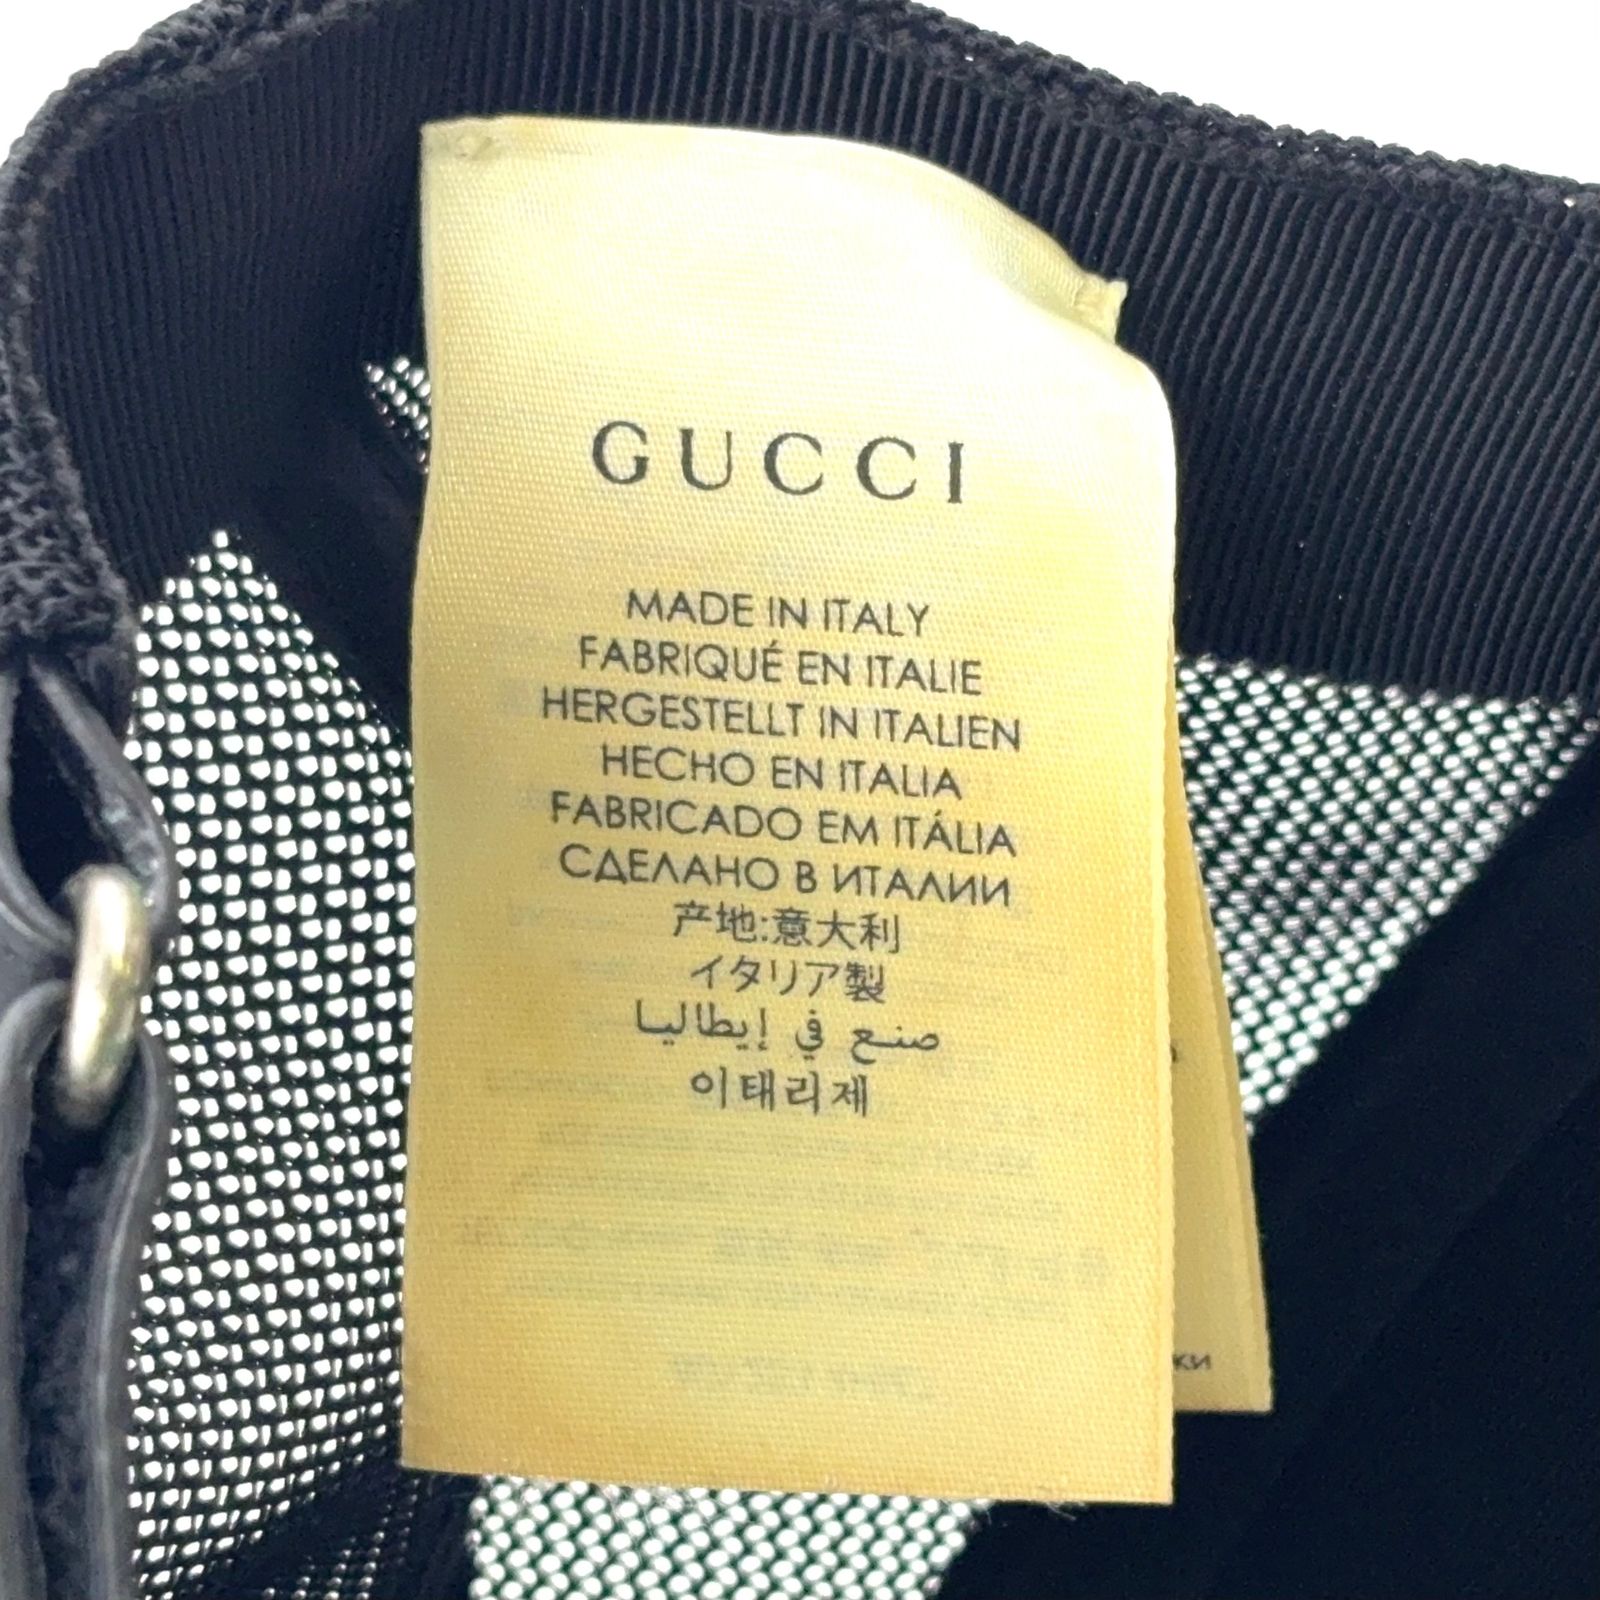 GUCCI
MADE IN ITALY
FABRIQUÉ EN ITALIE
HERGESTELLT IN ITALIEN
HECHO EN ITALIA
FABRICADO EM ITÁLIA
СДЕЛАНО В ИТАЛИИ
产地:意大利
イタリア製
صنع في إيطاليا
이태리제